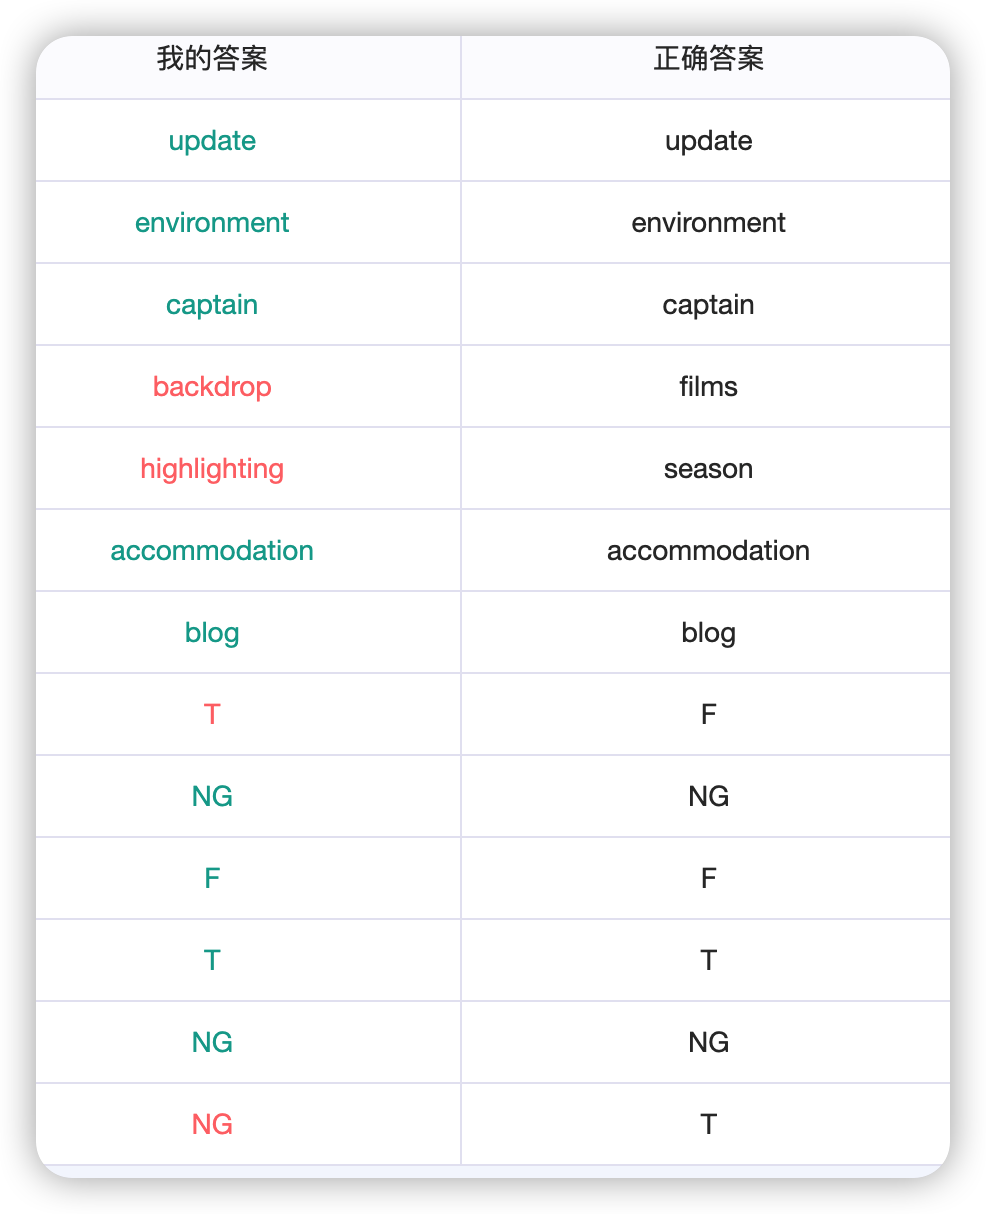 我的答案 正确答案
update update
environment environment
captain captain
backdrop films
highlighting season
accommodation accommodation
blog blog
T F
NG NG
F F
T T
NG NG
NG T